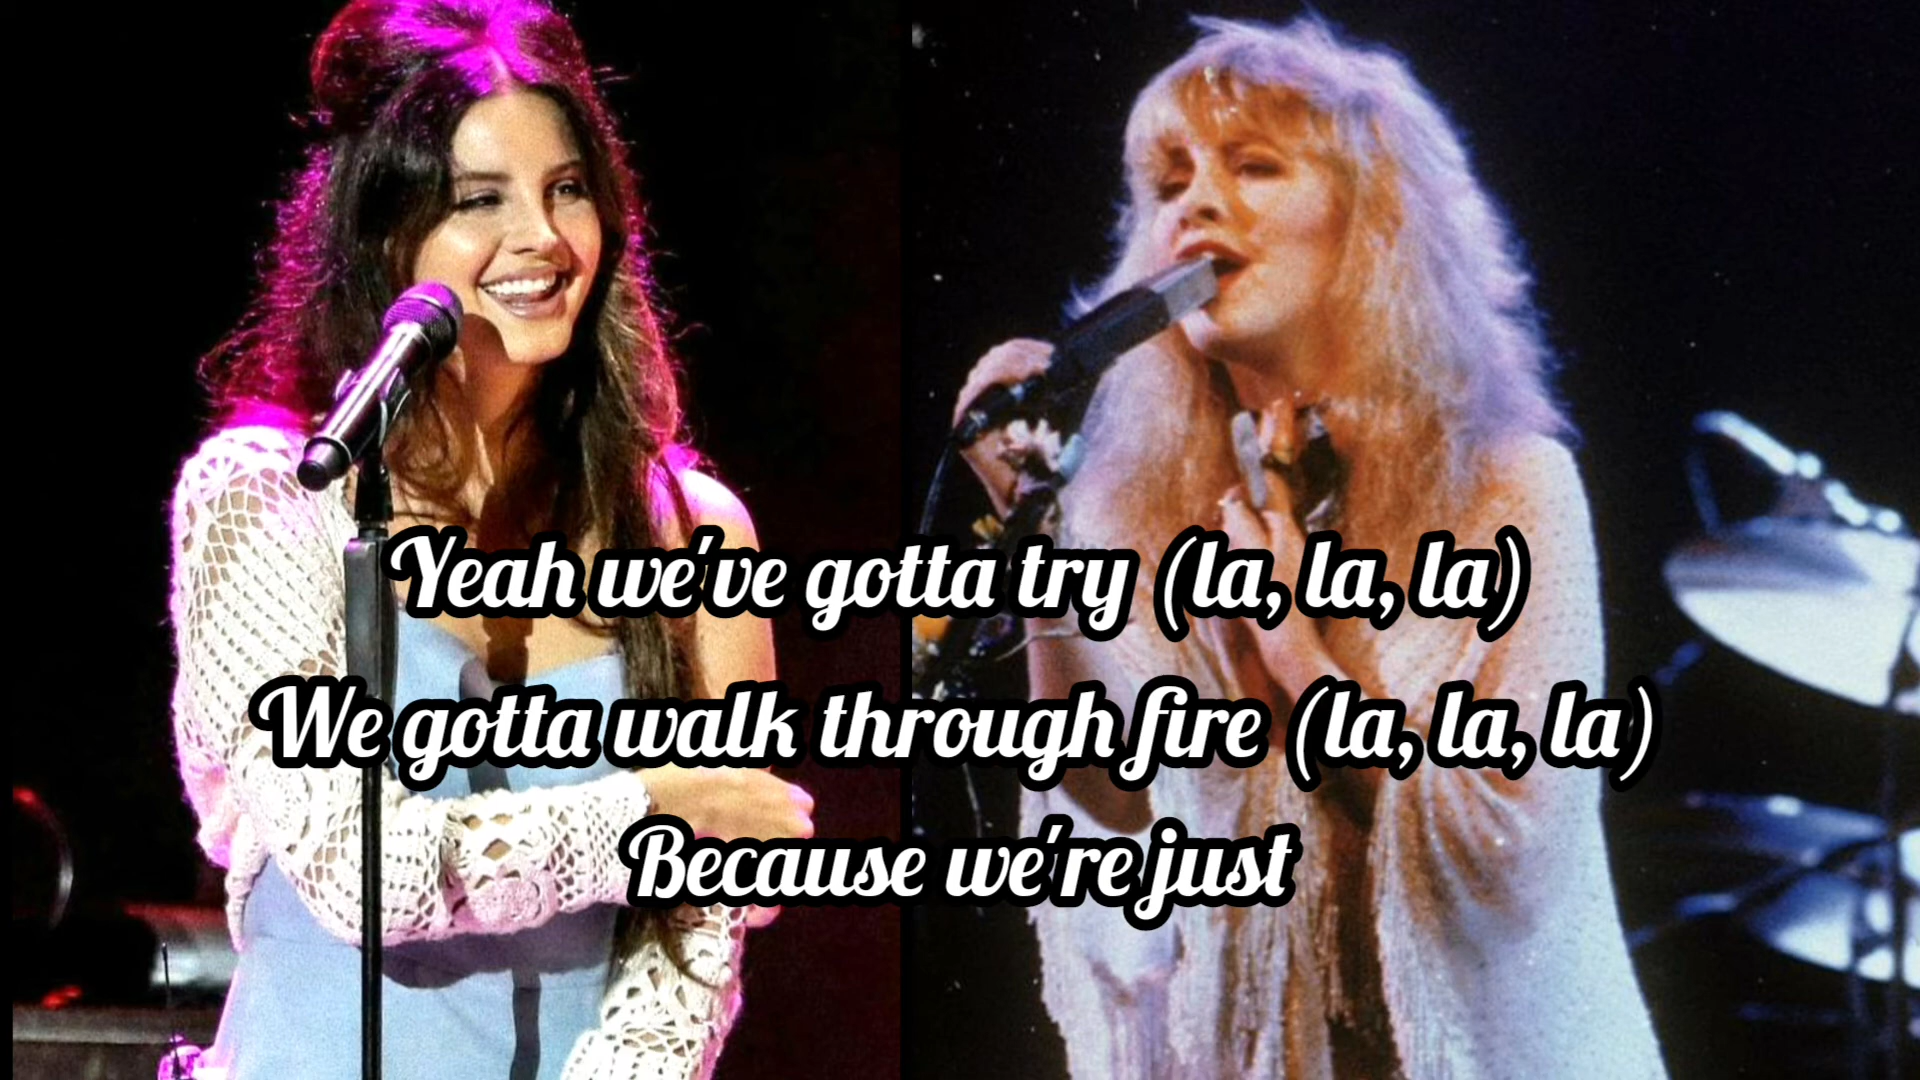 Yeah we've gotta try (la, la, la)
We gotta walk through fire (la, la, la)
Because we're just